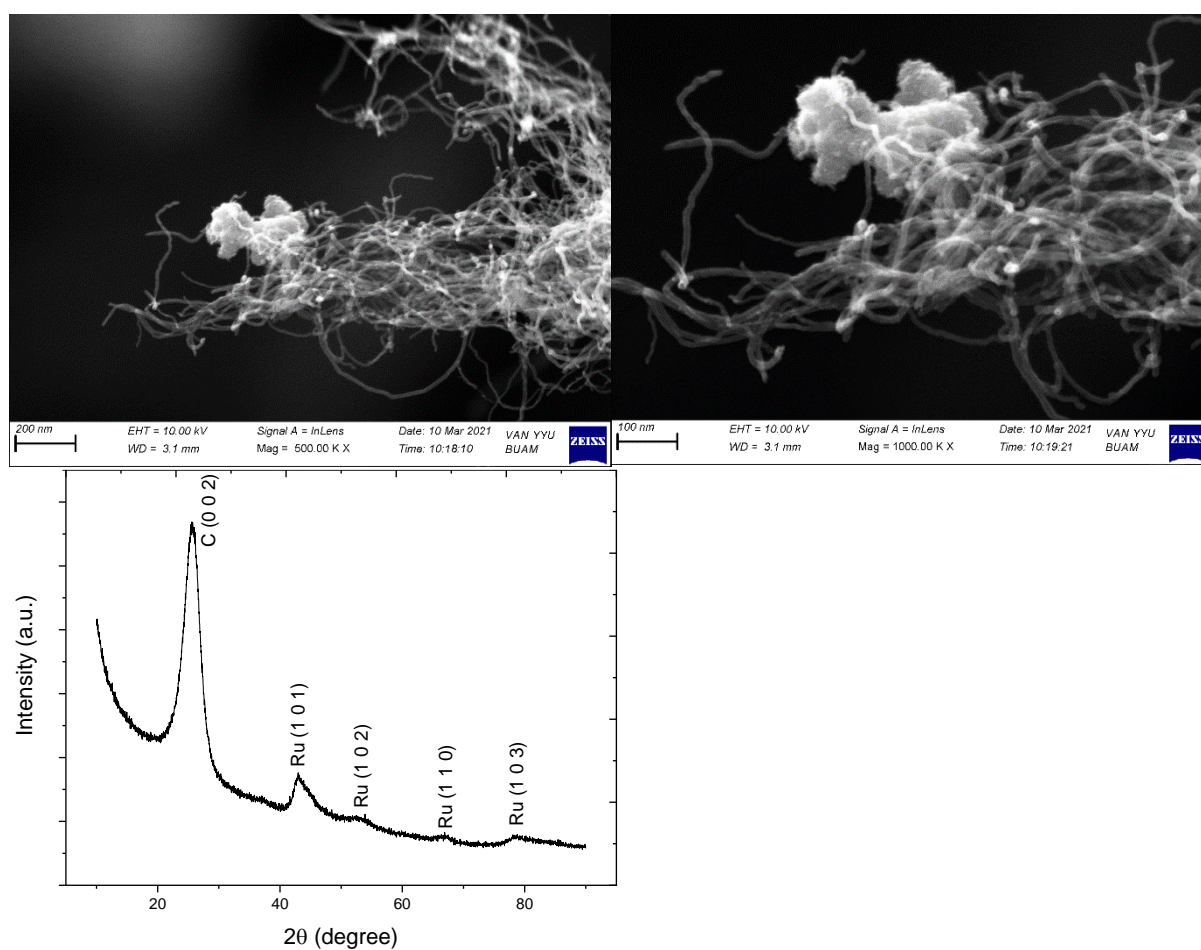 200 nm
EHT = 10.00 kV
WD = 3.1 mm
Signal A = InLens
Mag = 500.00 K X
Date: 10 Mar 2021
Time: 10:18:10
VAN YYU
BUAM
ZEISS
100 nm
EHT = 10.00 kV
WD = 3.1 mm
Signal A = InLens
Mag = 1000.00 K X
Date: 10 Mar 2021
Time: 10:19:21
VAN YYU
BUAM
ZEISS
C (0 0 2)
Ru (1 0 1)
Ru (1 0 2)
Ru (1 1 0)
Ru (1 0 3)
Intensity (a.u.)
20 40 60 80
2θ (degree)